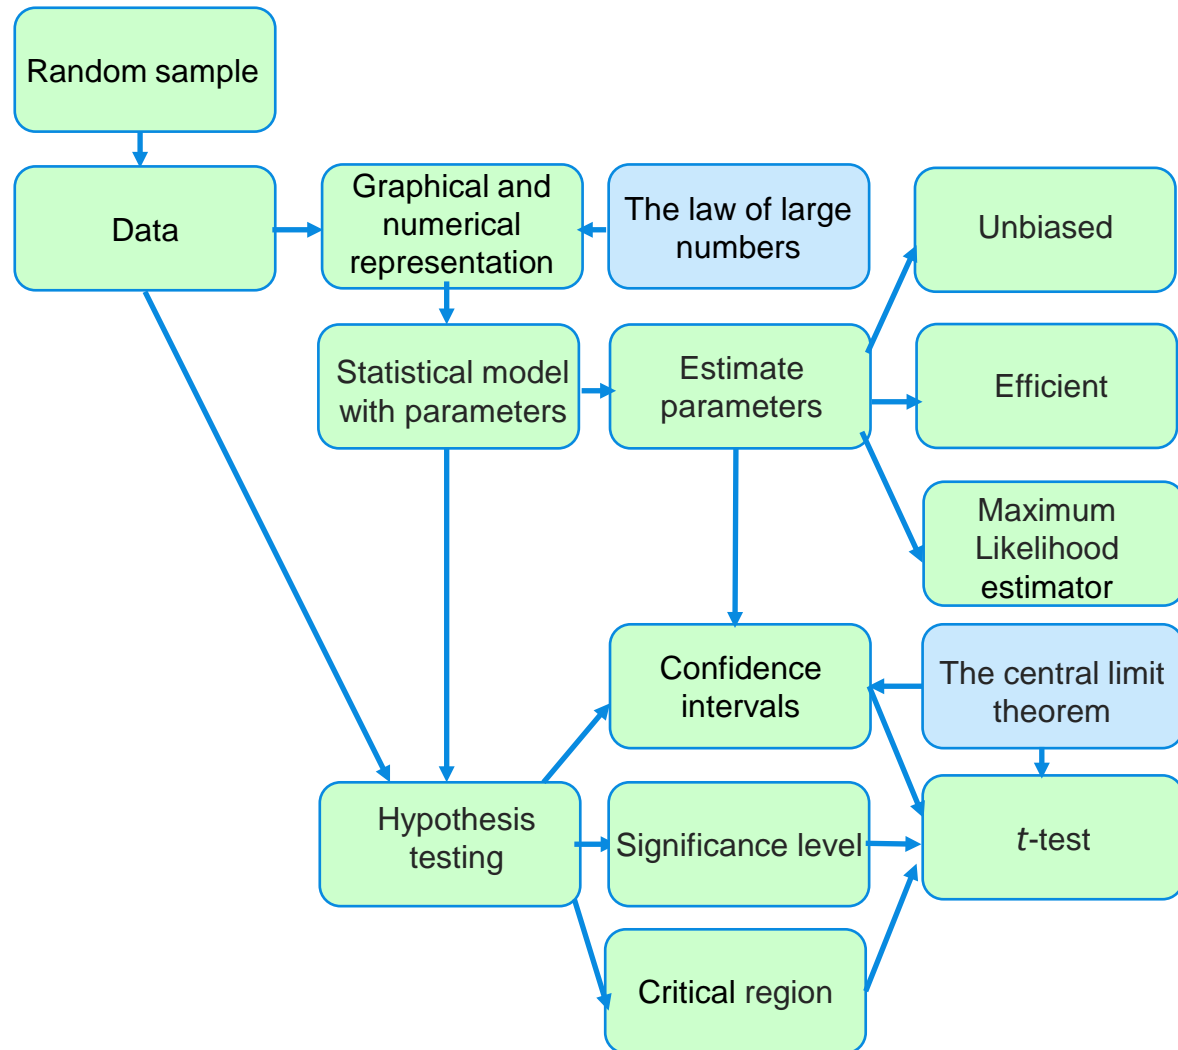 Random sample
Data
Graphical and
numerical
representation
The law of large
numbers
Unbiased
Statistical model
with parameters
Estimate
parameters
Efficient
Maximum
Likelihood
estimator
Confidence
intervals
The central limit
theorem
Hypothesis
testing
Significance level
t-test
Critical region